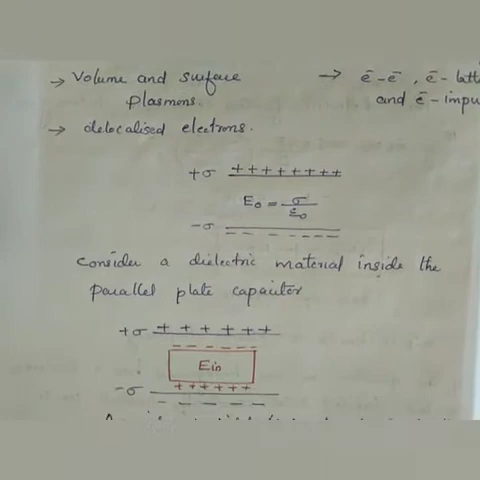 → Volume and surface → ē-ē, ē-latt
plasmons. and ē-impu
→ delocalised electrons.
+σ + + + + + + + +
E₀ = σ/ε₀
-σ - - - - - - - -
Consider a dielectric material inside the
parallel plate capacitor
+σ + + + + + +
- - - - - -
Ein
+ + + + + +
-σ
- - - - - -